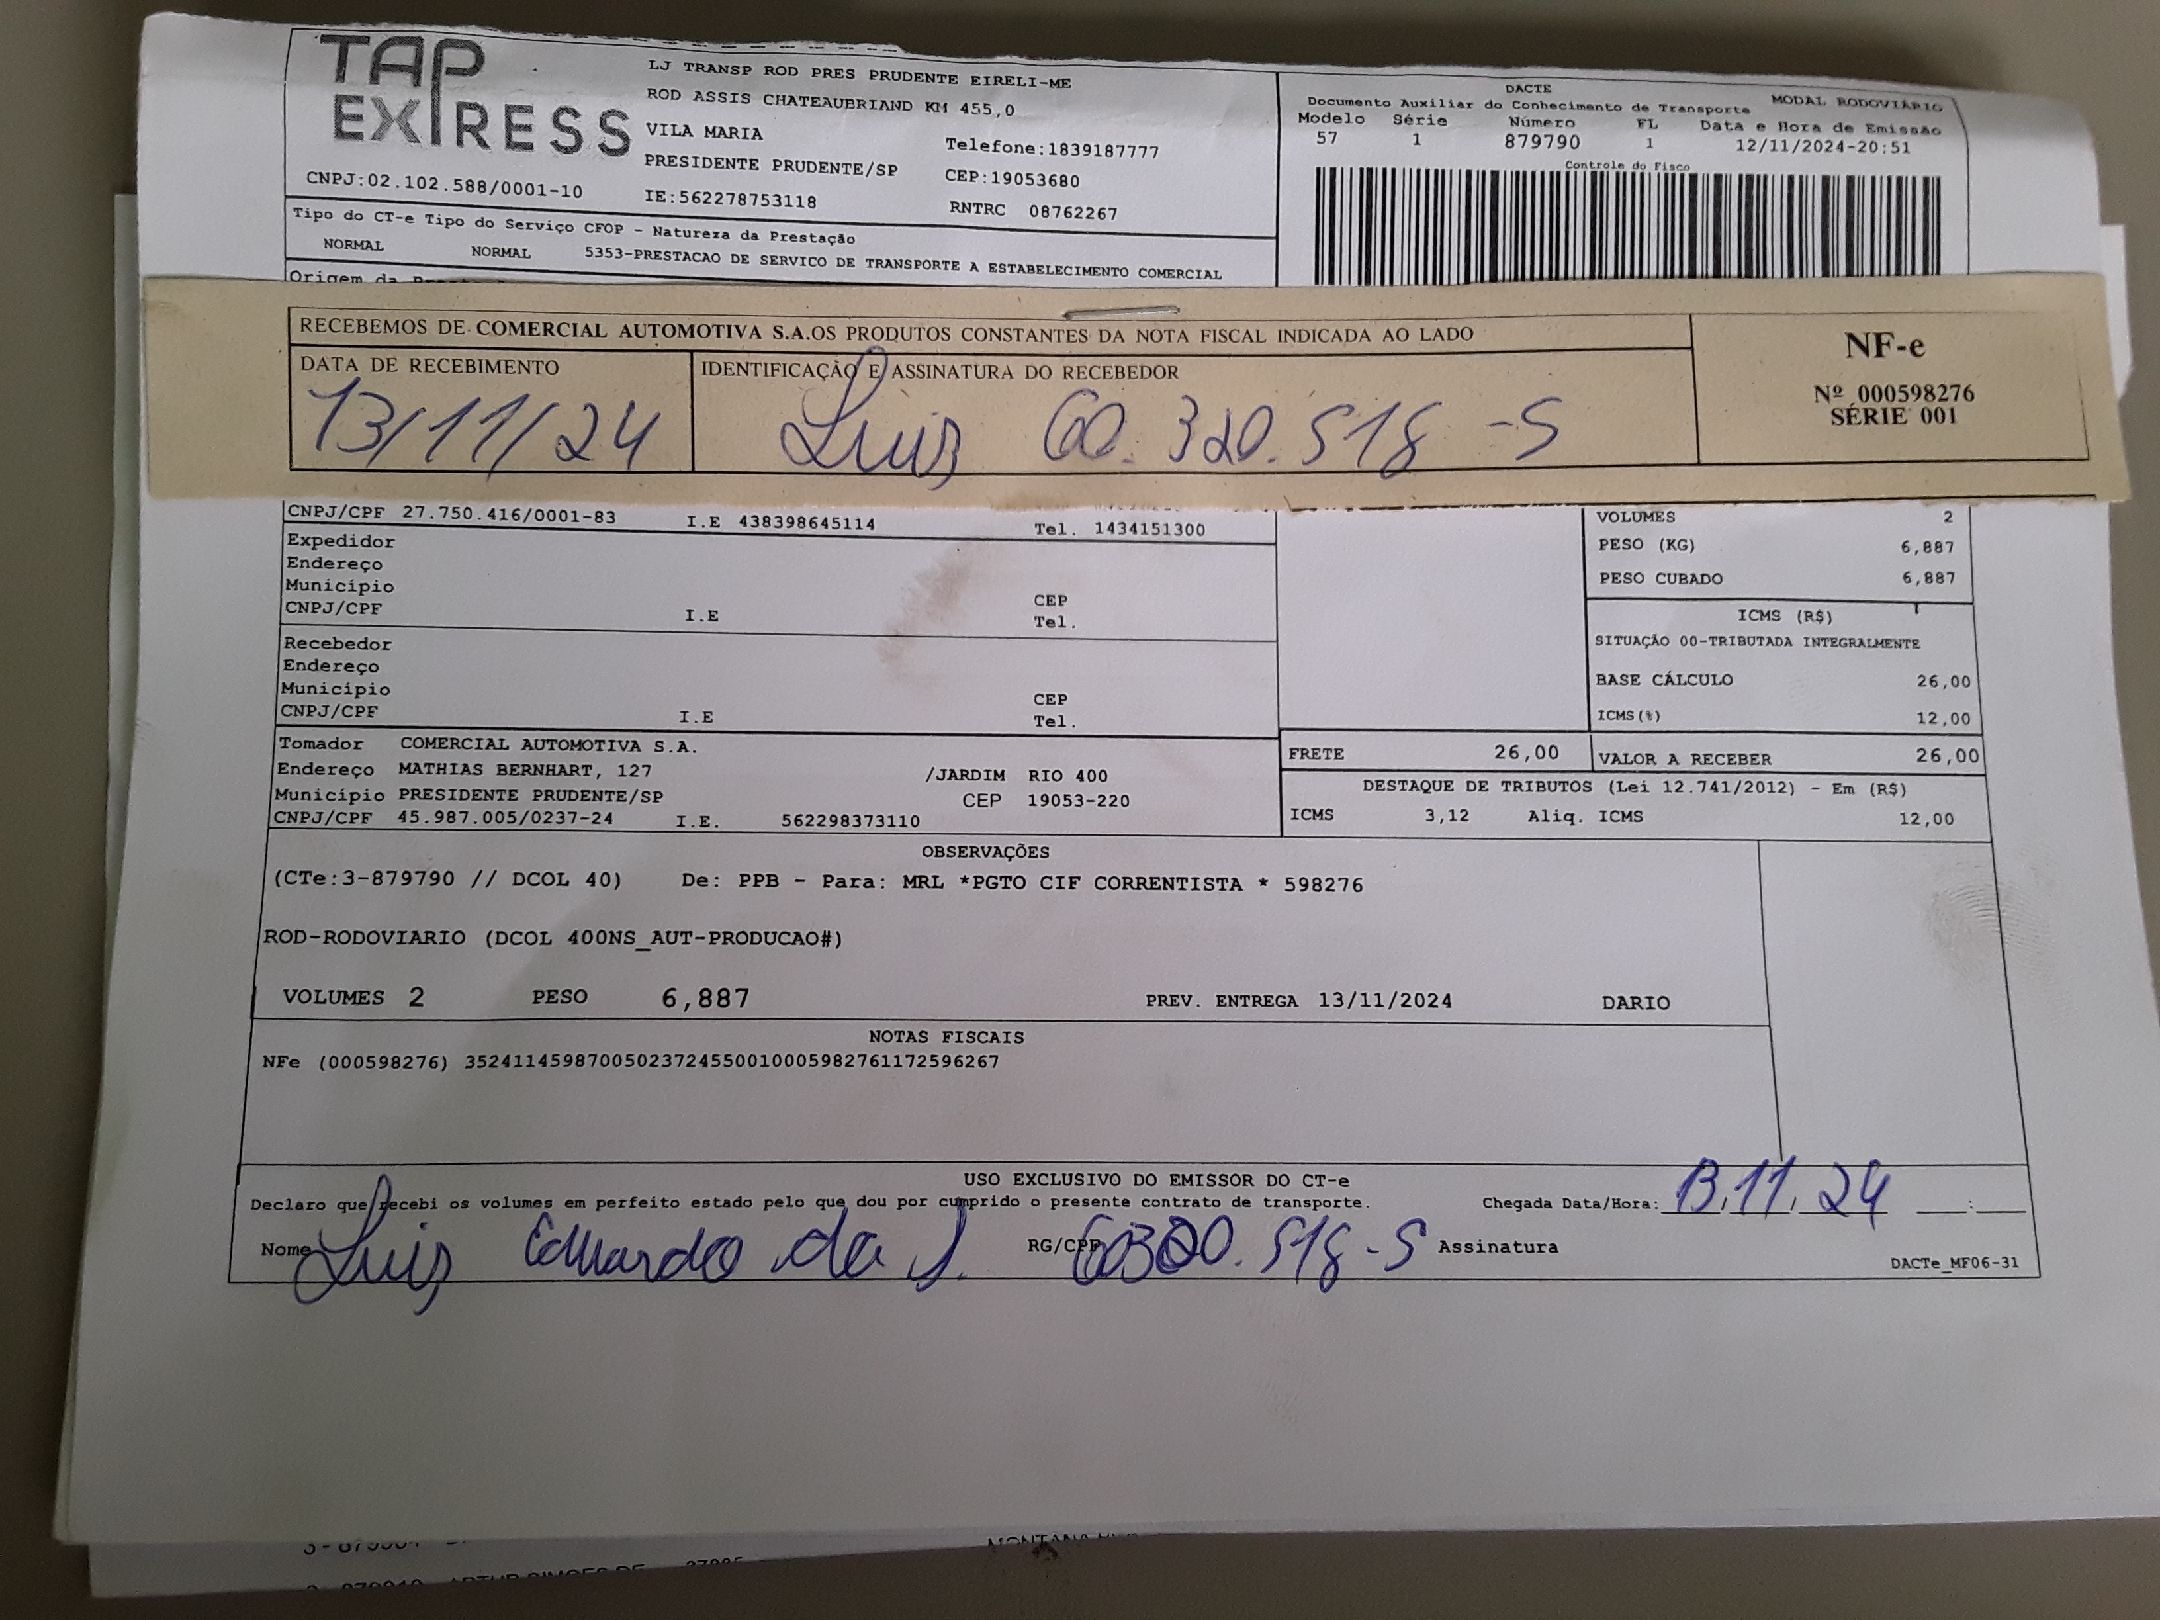 TAP EXPRESS
LJ TRANSP ROD PRES PRUDENTE EIRELI-ME
ROD ASSIS CHATEAUBRIAND KM 455,0
VILA MARIA
Telefone:1839187777
PRESIDENTE PRUDENTE/SP
CEP:19053680
CNPJ:02.102.588/0001-10
IE:562278753118
RNTRC 08762267
DACTE
Documento Auxiliar do Conhecimento de Transporte MODAL RODOVIÁRIO
Modelo Série Número FL Data e Hora de Emissão
57 1 879790 1 12/11/2024-20:51
Controle do Fisco
Tipo do CT-e Tipo do Serviço CFOP - Natureza da Prestação
NORMAL NORMAL 5353-PRESTACAO DE SERVICO DE TRANSPORTE A ESTABELECIMENTO COMERCIAL
Origem da
RECEBEMOS DE COMERCIAL AUTOMOTIVA S.A.OS PRODUTOS CONSTANTES DA NOTA FISCAL INDICADA AO LADO
DATA DE RECEBIMENTO
IDENTIFICAÇÃO E ASSINATURA DO RECEBEDOR
13/11/24
Luis 60.320.518-5
NF-e
Nº 000598276
SÉRIE 001
CNPJ/CPF 27.750.416/0001-83 I.E 438398645114 Tel. 1434151300
Expedidor
Endereço
Município
CEP
CNPJ/CPF I.E Tel.
Recebedor
Endereço
Município
CEP
CNPJ/CPF I.E Tel.
VOLUMES 2
PESO (KG) 6,887
PESO CUBADO 6,887
ICMS (R$)
SITUAÇÃO 00-TRIBUTADA INTEGRALMENTE
BASE CÁLCULO 26,00
ICMS(%) 12,00
Tomador COMERCIAL AUTOMOTIVA S.A.
Endereço MATHIAS BERNHART, 127 /JARDIM RIO 400
Município PRESIDENTE PRUDENTE/SP CEP 19053-220
CNPJ/CPF 45.987.005/0237-24 I.E. 562298373110
FRETE 26,00 VALOR A RECEBER 26,00
DESTAQUE DE TRIBUTOS (Lei 12.741/2012) - Em (R$)
ICMS 3,12 Aliq. ICMS 12,00
OBSERVAÇÕES
(CTe:3-879790 // DCOL 40) De: PPB - Para: MRL *PGTO CIF CORRENTISTA * 598276
ROD-RODOVIARIO (DCOL 400NS_AUT-PRODUCAO#)
VOLUMES 2 PESO 6,887 PREV. ENTREGA 13/11/2024 DARIO
NOTAS FISCAIS
NFe (000598276) 35241145987005023724550010005982761172596267
USO EXCLUSIVO DO EMISSOR DO CT-e
Declaro que recebi os volumes em perfeito estado pelo que dou por cumprido o presente contrato de transporte.
Chegada Data/Hora: 13/11/24 ____:____
Nome Luis Eduardo da S. RG/CPF 60320.518-5 Assinatura
DACTe_MF06-31